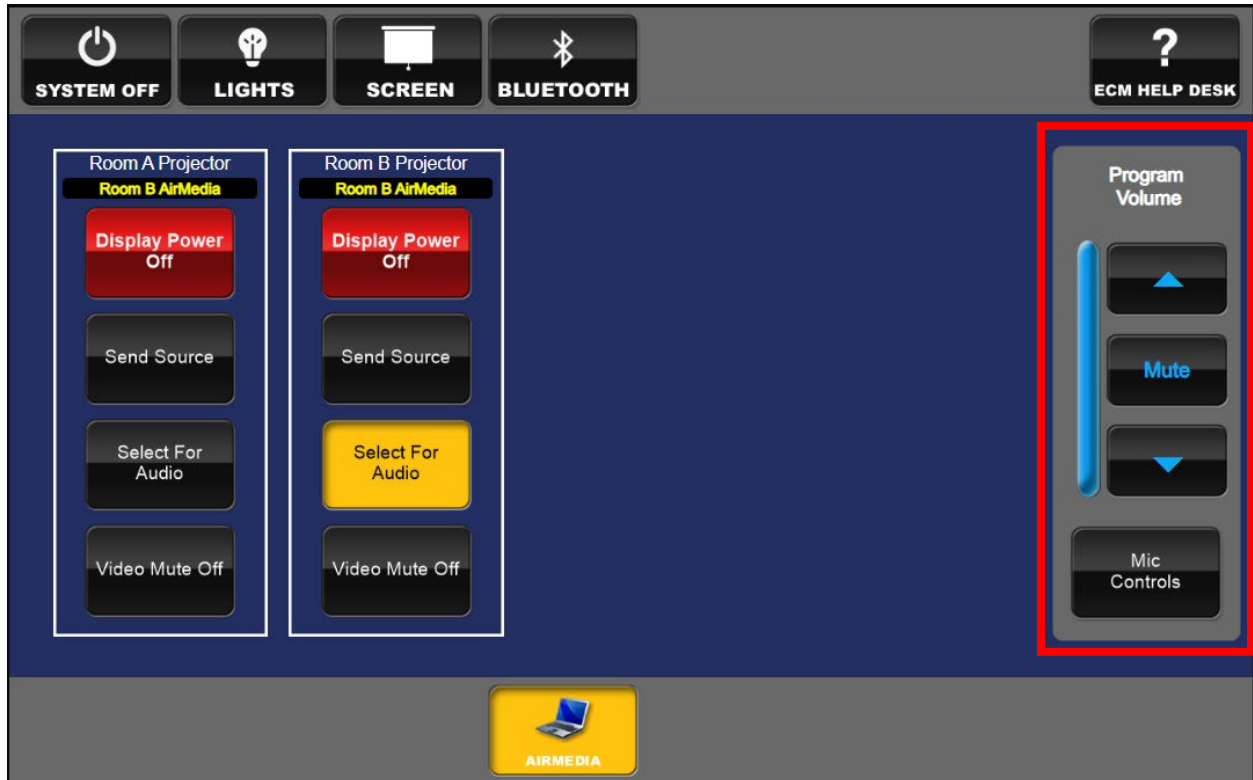 SYSTEM OFF
LIGHTS
SCREEN
BLUETOOTH
?
ECM HELP DESK
Room A Projector
Room B AirMedia
Display Power
Off
Send Source
Select For
Audio
Video Mute Off
Room B Projector
Room B AirMedia
Display Power
Off
Send Source
Select For
Audio
Video Mute Off
Program
Volume
Mute
Mic
Controls
AIRMEDIA